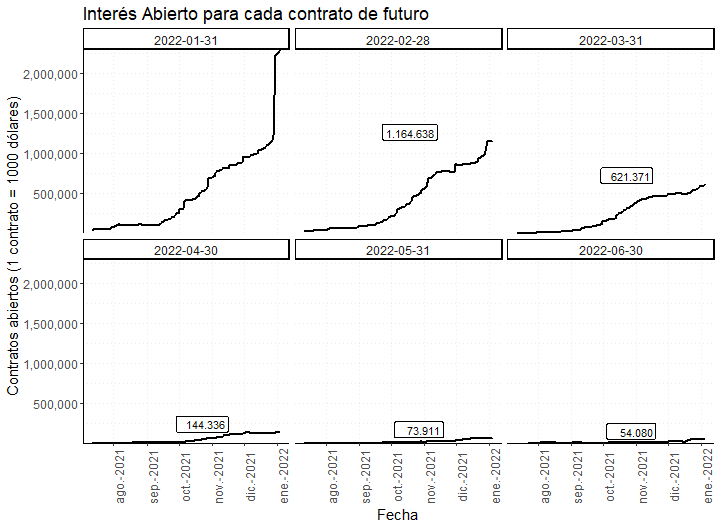 Interés Abierto para cada contrato de futuro
2022-01-31
2022-02-28
2022-03-31
2,000,000
1,500,000
1,000,000
500,000
1.164.638
621.371
Contratos abiertos (1 contrato = 1000 dólares)
2022-04-30
2022-05-31
2022-06-30
2,000,000
1,500,000
1,000,000
500,000
144.336
73.911
54.080
ago.-2021
sep.-2021
oct.-2021
nov.-2021
dic.-2021
ene.-2022
ago.-2021
sep.-2021
oct.-2021
nov.-2021
dic.-2021
ene.-2022
ago.-2021
sep.-2021
oct.-2021
nov.-2021
dic.-2021
ene.-2022
Fecha